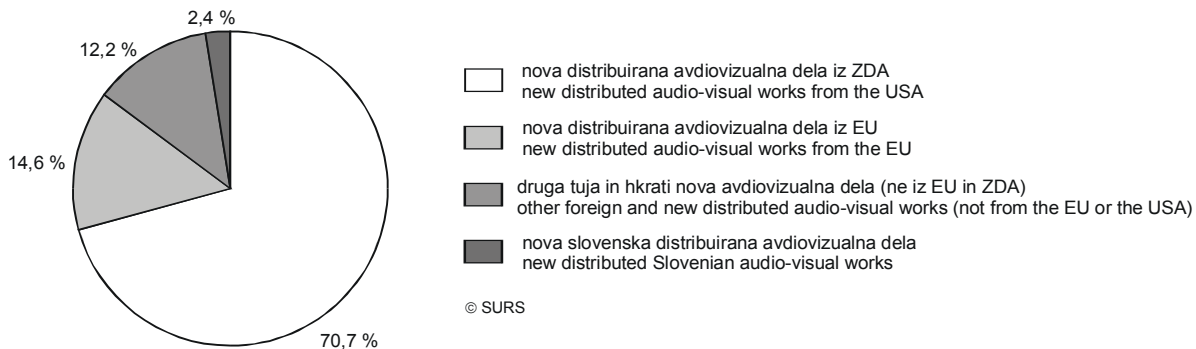 2,4 %
12,2 %
14,6 %
70,7 %
nova distribuirana avdiovizualna dela iz ZDA
new distributed audio-visual works from the USA
nova distribuirana avdiovizualna dela iz EU
new distributed audio-visual works from the EU
druga tuja in hkrati nova avdiovizualna dela (ne iz EU in ZDA)
other foreign and new distributed audio-visual works (not from the EU or the USA)
nova slovenska distribuirana avdiovizualna dela
new distributed Slovenian audio-visual works
© SURS